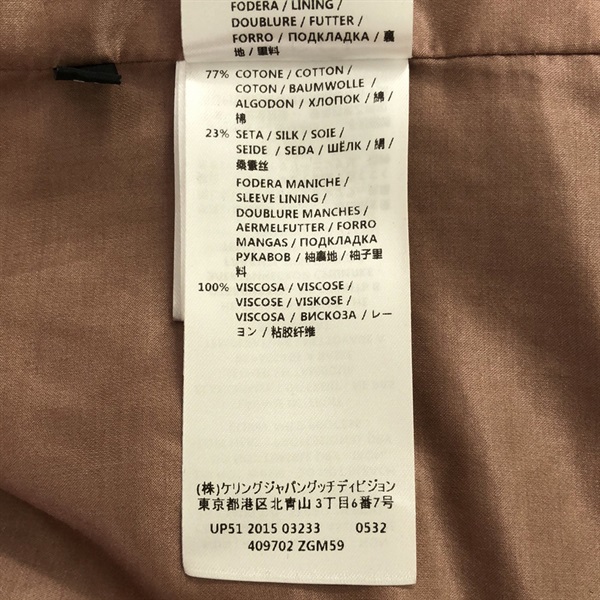 FODERA / LINING /
DOUBLURE / FUTTER /
FORRO / ПОДКЛАДКА / 裏
地 / 里料
77% COTONE / COTTON /
COTON / BAUMWOLLE /
ALGODON / ХЛОПОК / 綿 /
棉
23% SETA / SILK / SOIE /
SEIDE / SEDA / ШЁЛК / 絹 /
桑蚕丝
FODERA MANICHE /
SLEEVE LINING /
DOUBLURE MANCHES /
AERMELFUTTER / FORRO
MANGAS / ПОДКЛАДКА
РУКАВОВ / 袖裏地 / 袖子里
料
100% VISCOSA / VISCOSE /
VISCOSE / VISKOSE /
VISCOSA / ВИСКОЗА / レー
ヨン / 粘胶纤维
(株)ケリングジャパングッチディビジョン
東京都港区北青山 3丁目6番7号
UP51 2015 03233 0532
409702 ZGM59